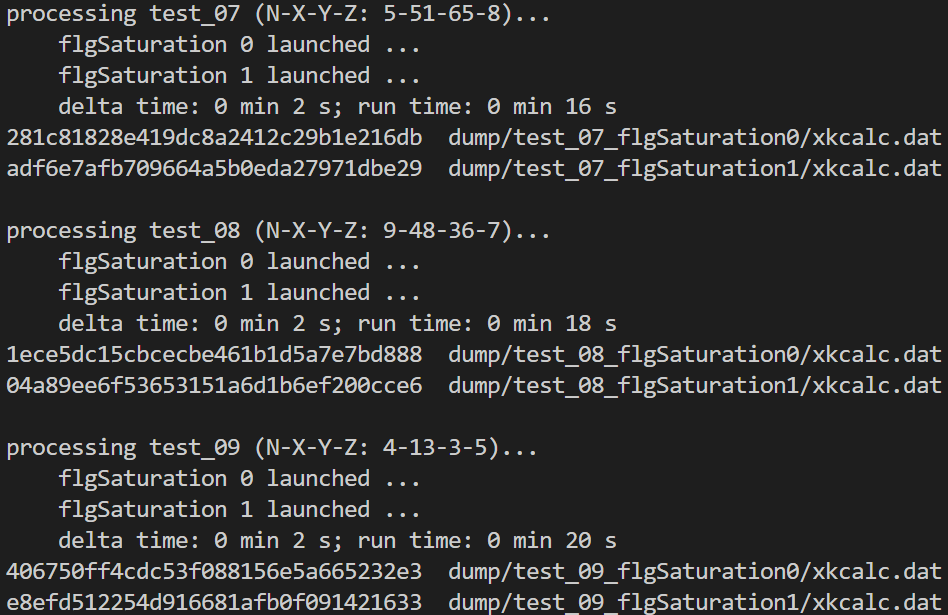 processing test_07 (N-X-Y-Z: 5-51-65-8)...
    flgSaturation 0 launched ...
    flgSaturation 1 launched ...
    delta time: 0 min 2 s; run time: 0 min 16 s
281c81828e419dc8a2412c29b1e216db  dump/test_07_flgSaturation0/xkcalc.dat
adf6e7afb709664a5b0eda27971dbe29  dump/test_07_flgSaturation1/xkcalc.dat

processing test_08 (N-X-Y-Z: 9-48-36-7)...
    flgSaturation 0 launched ...
    flgSaturation 1 launched ...
    delta time: 0 min 2 s; run time: 0 min 18 s
1ece5dc15cbcecbe461b1d5a7e7bd888  dump/test_08_flgSaturation0/xkcalc.dat
04a89ee6f53653151a6d1b6ef200cce6  dump/test_08_flgSaturation1/xkcalc.dat

processing test_09 (N-X-Y-Z: 4-13-3-5)...
    flgSaturation 0 launched ...
    flgSaturation 1 launched ...
    delta time: 0 min 2 s; run time: 0 min 20 s
406750ff4cdc53f088156e5a665232e3  dump/test_09_flgSaturation0/xkcalc.dat
e8efd512254d916681afb0f091421633  dump/test_09_flgSaturation1/xkcalc.dat